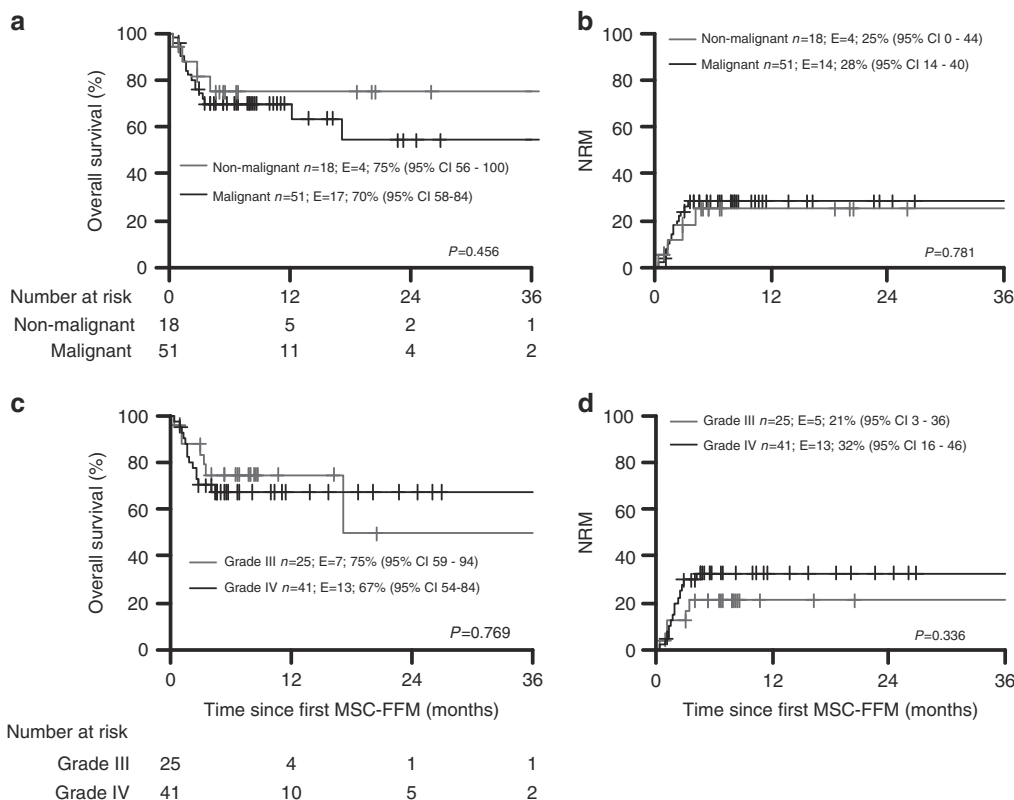 a
100
80
60
40
20
0
Overall survival (%)
Non-malignant n=18; E=4; 75% (95% CI 56 - 100)
Malignant n=51; E=17; 70% (95% CI 58-84)
P=0.456
0 12 24 36
Number at risk
Non-malignant 18 5 2 1
Malignant 51 11 4 2
b
100
80
60
40
20
0
NRM
Non-malignant n=18; E=4; 25% (95% CI 0 - 44)
Malignant n=51; E=14; 28% (95% CI 14 - 40)
P=0.781
0 12 24 36
c
100
80
60
40
20
0
Overall survival (%)
Grade III n=25; E=7; 75% (95% CI 59 - 94)
Grade IV n=41; E=13; 67% (95% CI 54-84)
P=0.769
0 12 24 36
Time since first MSC-FFM (months)
Number at risk
Grade III 25 4 1 1
Grade IV 41 10 5 2
d
100
80
60
40
20
0
NRM
Grade III n=25; E=5; 21% (95% CI 3 - 36)
Grade IV n=41; E=13; 32% (95% CI 16 - 46)
P=0.336
0 12 24 36
Time since first MSC-FFM (months)